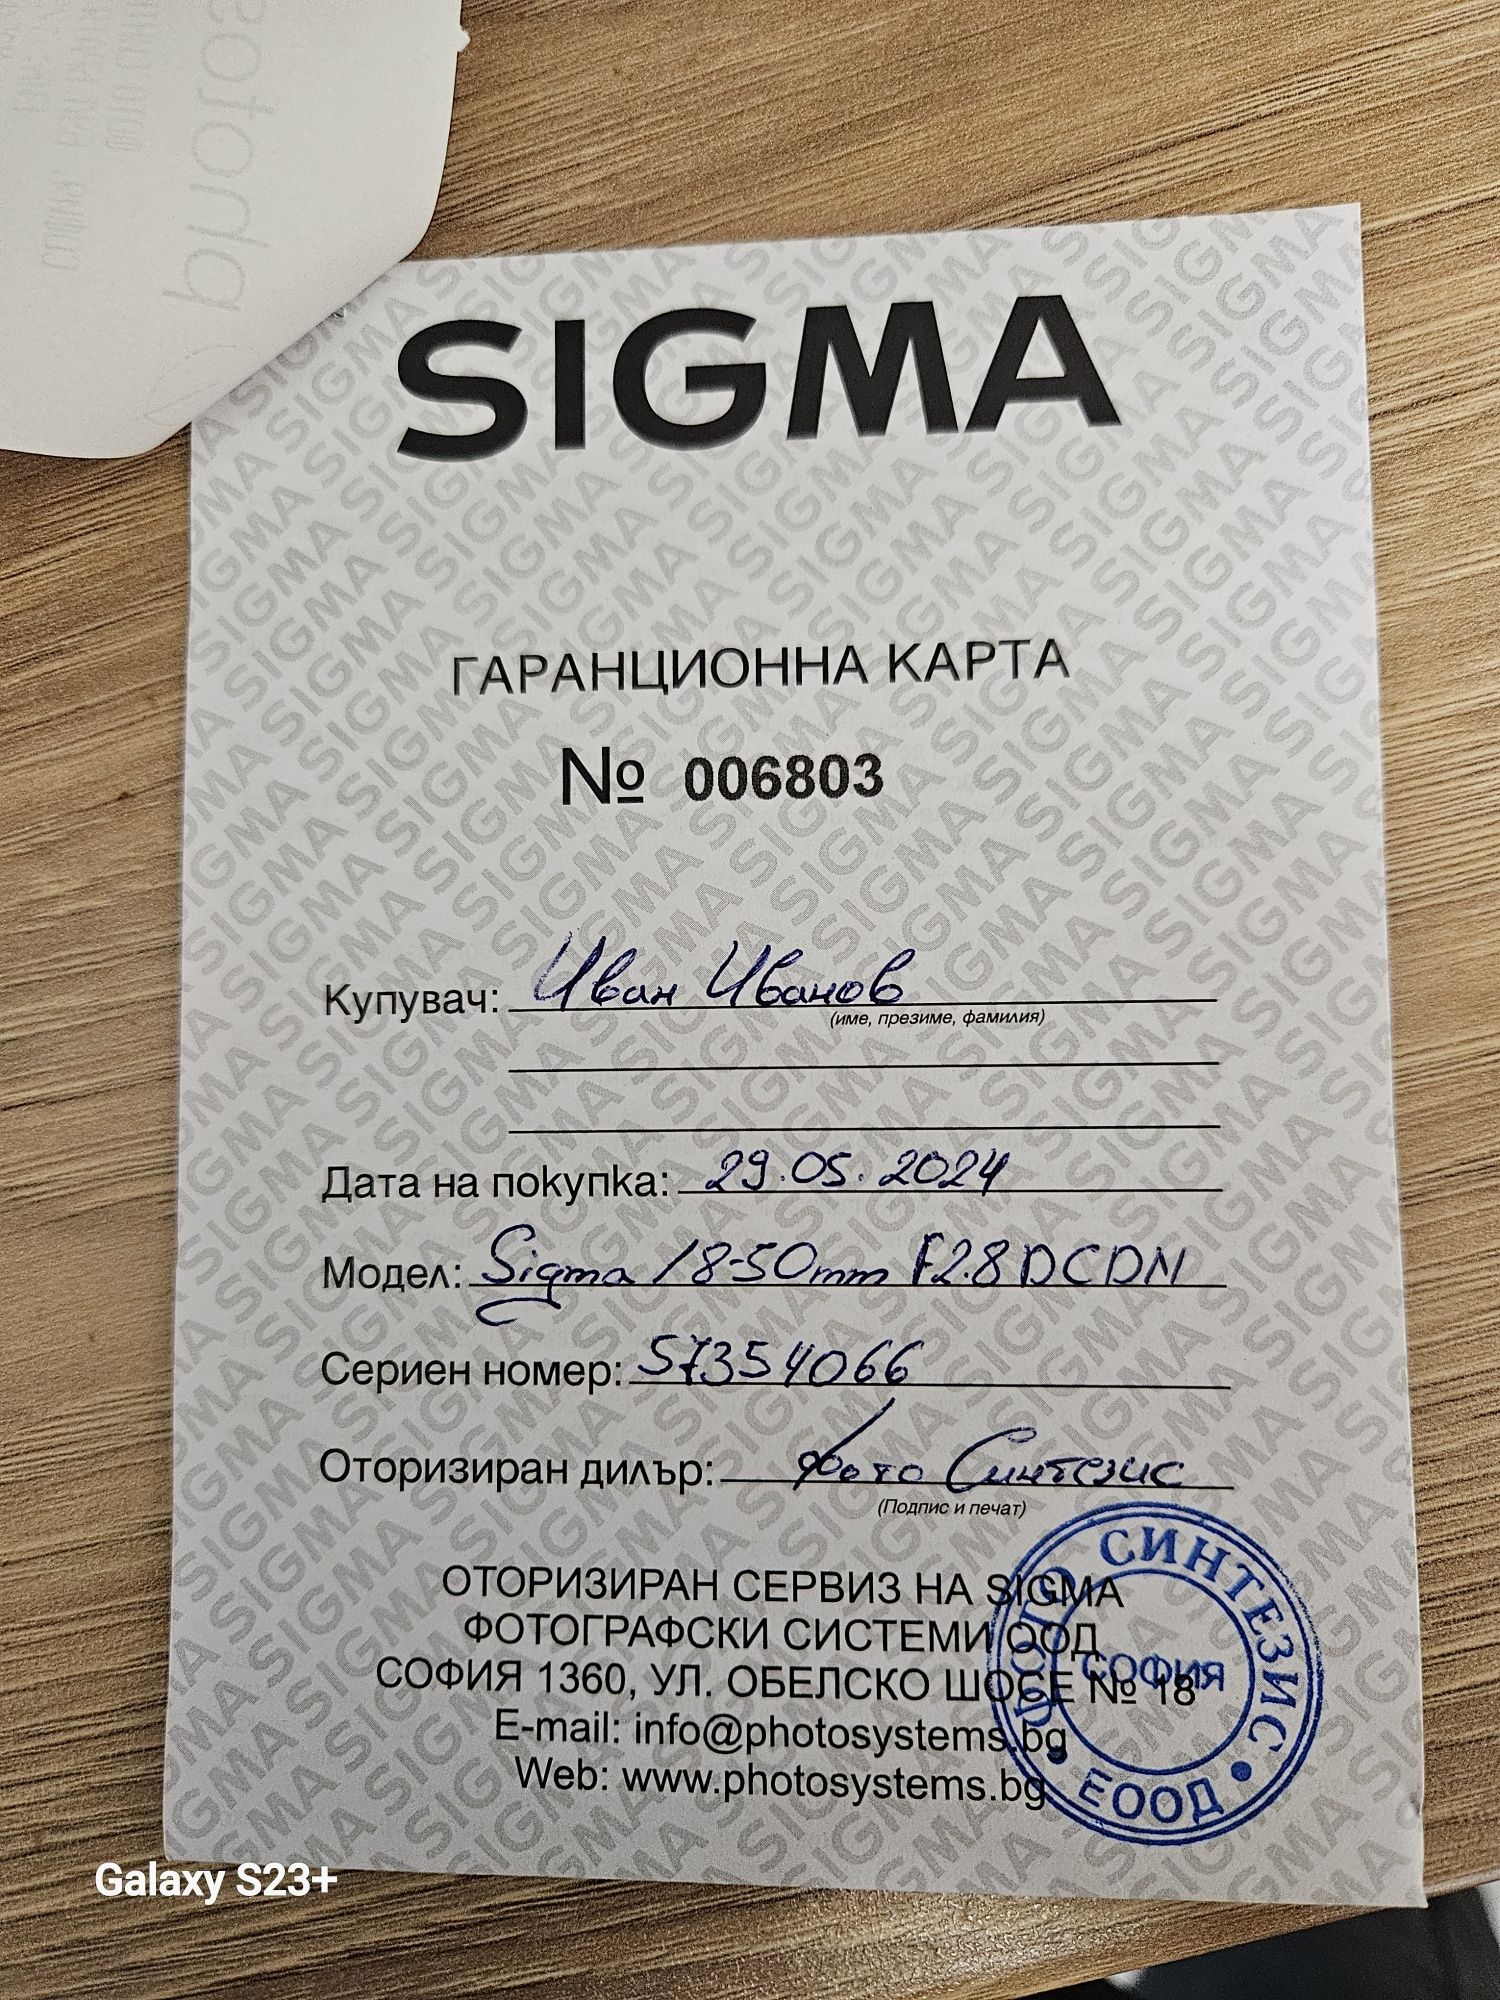 photo
SIGMA
ГАРАНЦИОННА КАРТА
№ 006803
Купувач: Иван Иванов
(име, презиме, фамилия)
Дата на покупка: 29.05.2024
Модел: Sigma 18-50mm F2.8 DC DN
Сериен номер: 57354066
Оторизиран дилър: Фото Синтезис
(Подпис и печат)
ОТОРИЗИРАН СЕРВИЗ НА SIGMA
ФОТОГРАФСКИ СИСТЕМИ ООД
СОФИЯ 1360, УЛ. ОБЕЛСКО ШОСЕ № 18
E-mail: info@photosystems.bg
Web: www.photosystems.bg
ФОТО СИНТЕЗИС
СОФИЯ
ЕООД
Galaxy S23+